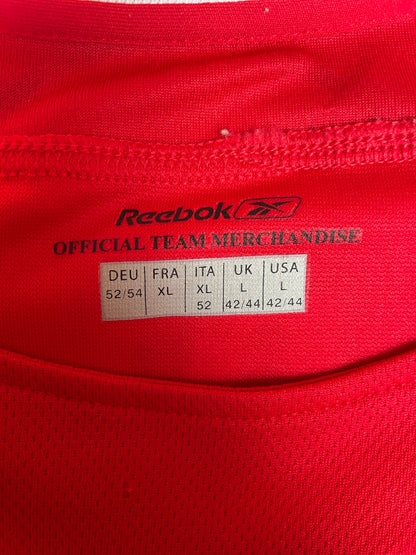 Reebok
OFFICIAL TEAM MERCHANDISE
DEU FRA ITA UK USA
52/54 XL XL L L
52 42/44 42/44